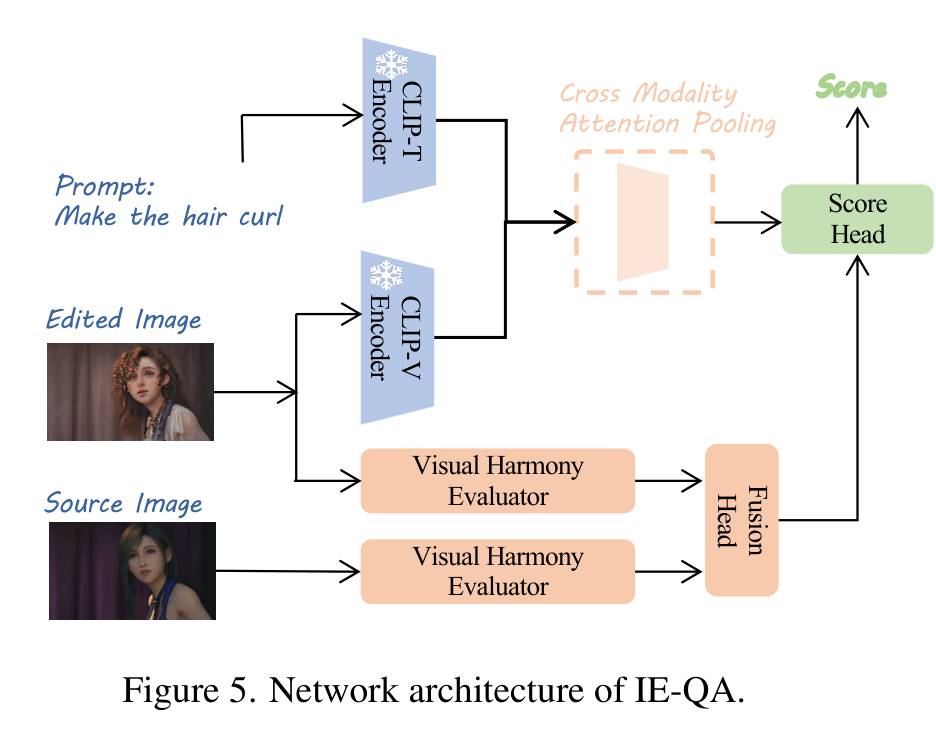 CLIP-T
Encoder
Cross Modality
Attention Pooling
Score
Prompt:
Make the hair curl
Score
Head
CLIP-V
Encoder
Edited Image
Visual Harmony
Evaluator
Fusion
Head
Source Image
Visual Harmony
Evaluator
Figure 5. Network architecture of IE-QA.